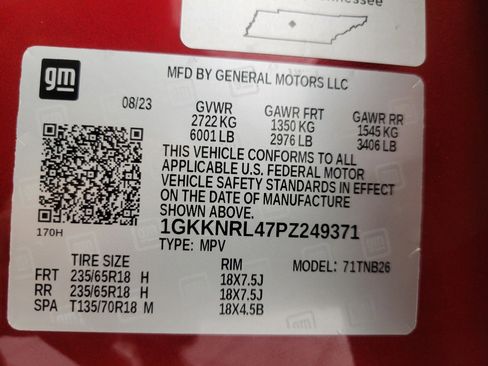 Tennessee
gm
MFD BY GENERAL MOTORS LLC
08/23
GVWR GAWR FRT GAWR RR
2722 KG 1350 KG 1545 KG
6001 LB 2976 LB 3406 LB
THIS VEHICLE CONFORMS TO ALL
APPLICABLE U.S. FEDERAL MOTOR
VEHICLE SAFETY STANDARDS IN EFFECT
ON THE DATE OF MANUFACTURE
SHOWN ABOVE.
170H
1GKKNRL47PZ249371
TYPE: MPV
TIRE SIZE RIM MODEL: 71TNB26
FRT 235/65R18 H 18X7.5J
RR 235/65R18 H 18X7.5J
SPA T135/70R18 M 18X4.5B